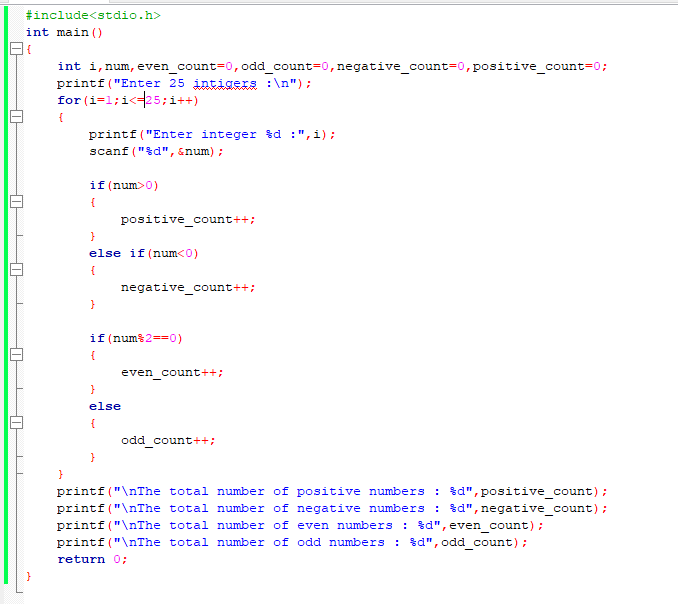 #include<stdio.h>
int main()
{
    int i,num,even_count=0,odd_count=0,negative_count=0,positive_count=0;
    printf("Enter 25 intigers :\n");
    for(i=1;i<=25;i++)
    {
        printf("Enter integer %d :",i);
        scanf("%d",&num);

        if(num>0)
        {
            positive_count++;
        }
        else if(num<0)
        {
            negative_count++;
        }

        if(num%2==0)
        {
            even_count++;
        }
        else
        {
            odd_count++;
        }
    }
    printf("\nThe total number of positive numbers : %d",positive_count);
    printf("\nThe total number of negative numbers : %d",negative_count);
    printf("\nThe total number of even numbers : %d",even_count);
    printf("\nThe total number of odd numbers : %d",odd_count);
    return 0;
}